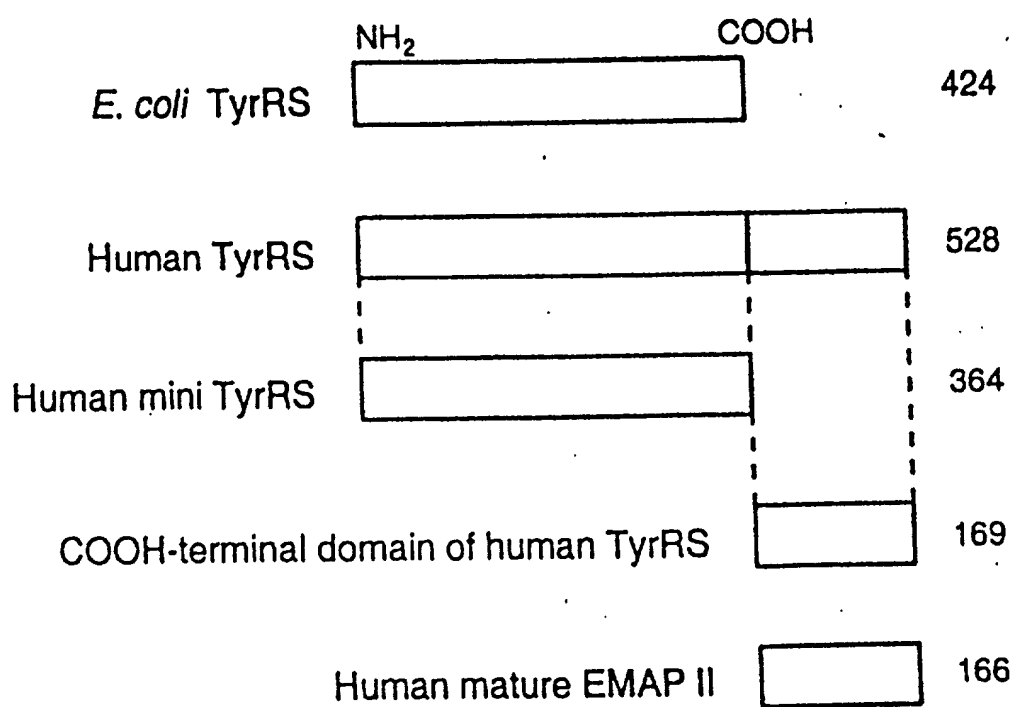 NH₂ COOH
E. coli TyrRS 424
Human TyrRS 528
Human mini TyrRS 364
COOH-terminal domain of human TyrRS 169
Human mature EMAP II 166